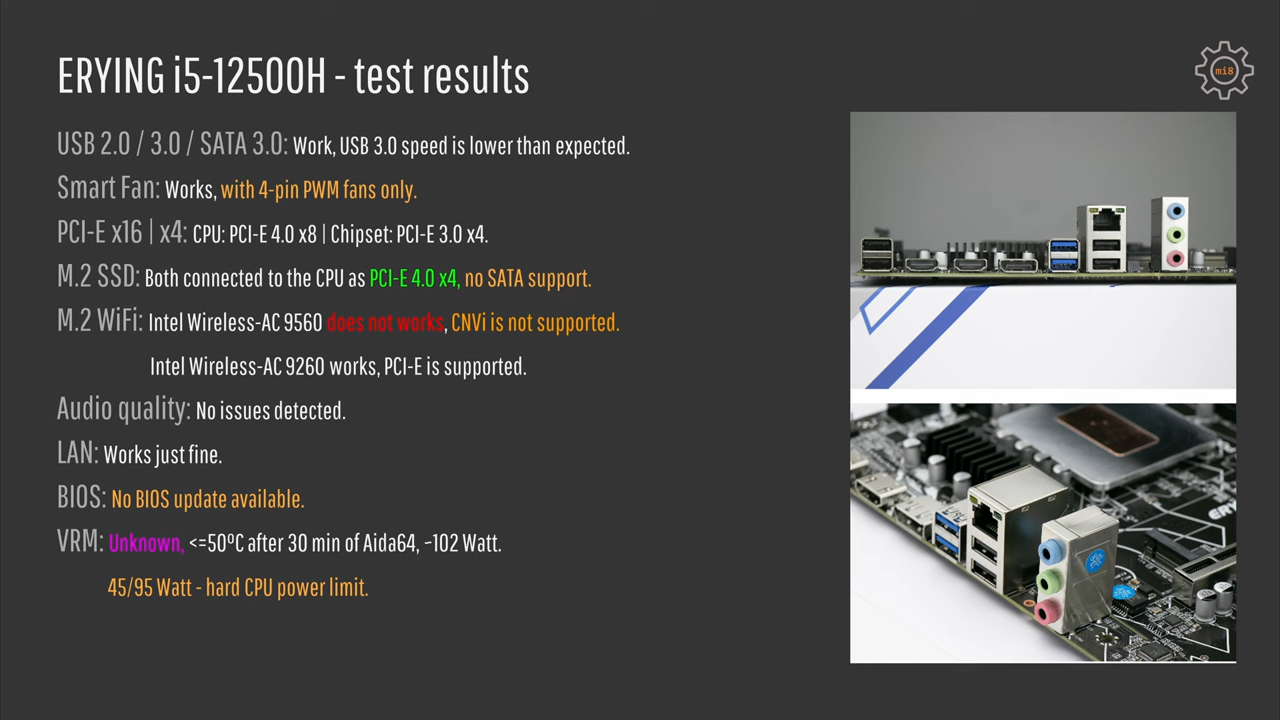 ERYING i5-12500H - test results
mi8
USB 2.0 / 3.0 / SATA 3.0: Work, USB 3.0 speed is lower than expected.
Smart Fan: Works, with 4-pin PWM fans only.
PCI-E x16 | x4: CPU: PCI-E 4.0 x8 | Chipset: PCI-E 3.0 x4.
M.2 SSD: Both connected to the CPU as PCI-E 4.0 x4, no SATA support.
M.2 WiFi: Intel Wireless-AC 9560 does not works, CNVi is not supported.
Intel Wireless-AC 9260 works, PCI-E is supported.
Audio quality: No issues detected.
LAN: Works just fine.
BIOS: No BIOS update available.
VRM: Unknown, <=50ºC after 30 min of Aida64, ~102 Watt.
45/95 Watt - hard CPU power limit.